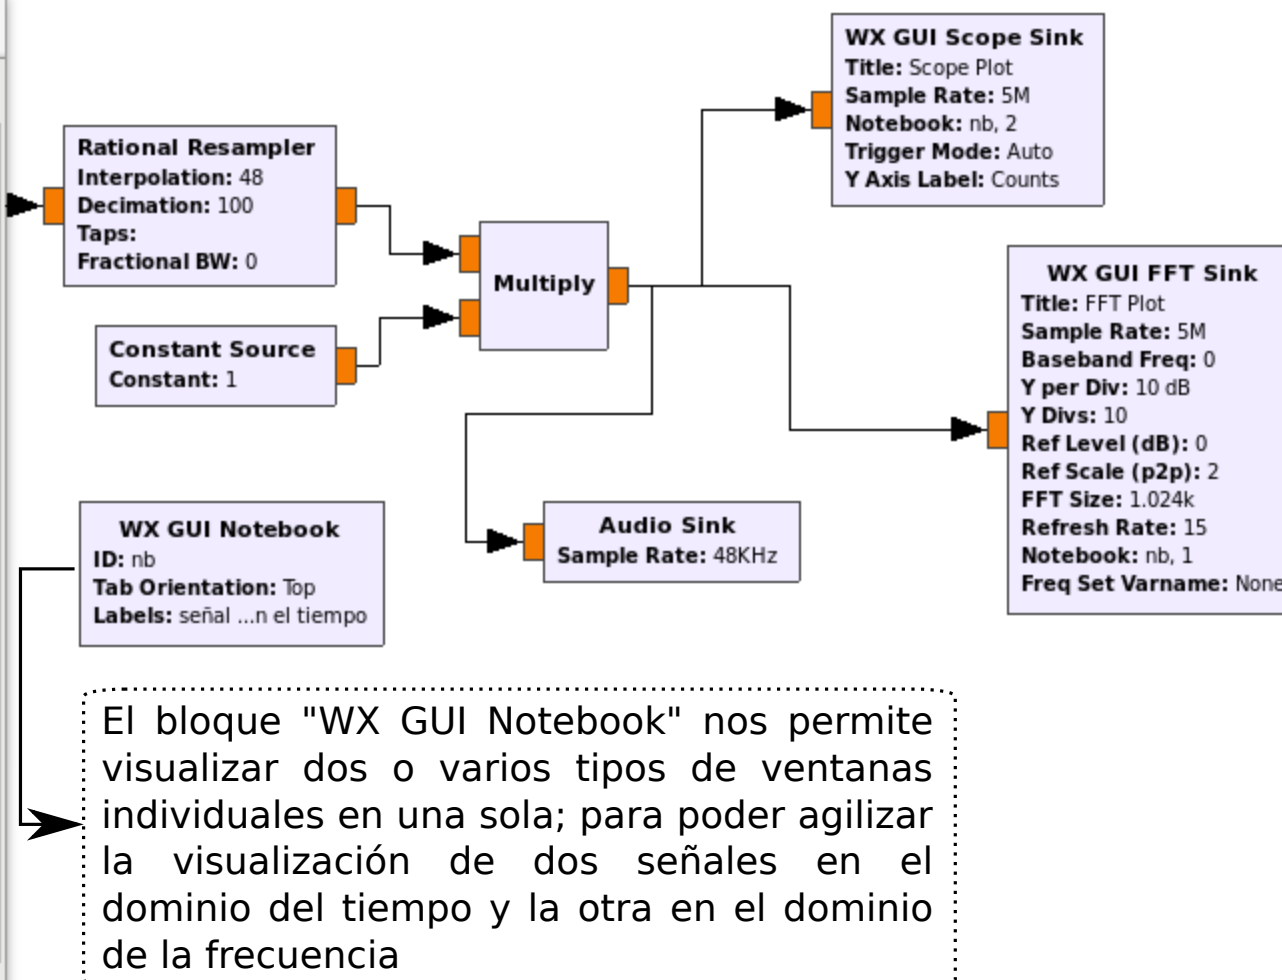 WX GUI Scope Sink
Title: Scope Plot
Sample Rate: 5M
Notebook: nb, 2
Trigger Mode: Auto
Y Axis Label: Counts
Rational Resampler
Interpolation: 48
Decimation: 100
Taps:
Fractional BW: 0
Multiply
Constant Source
Constant: 1
WX GUI FFT Sink
Title: FFT Plot
Sample Rate: 5M
Baseband Freq: 0
Y per Div: 10 dB
Y Divs: 10
Ref Level (dB): 0
Ref Scale (p2p): 2
FFT Size: 1.024k
Refresh Rate: 15
Notebook: nb, 1
Freq Set Varname: None
WX GUI Notebook
ID: nb
Tab Orientation: Top
Labels: señal ...n el tiempo
Audio Sink
Sample Rate: 48KHz
El bloque "WX GUI Notebook" nos permite
visualizar dos o varios tipos de ventanas
individuales en una sola; para poder agilizar
la visualización de dos señales en el
dominio del tiempo y la otra en el dominio
de la frecuencia